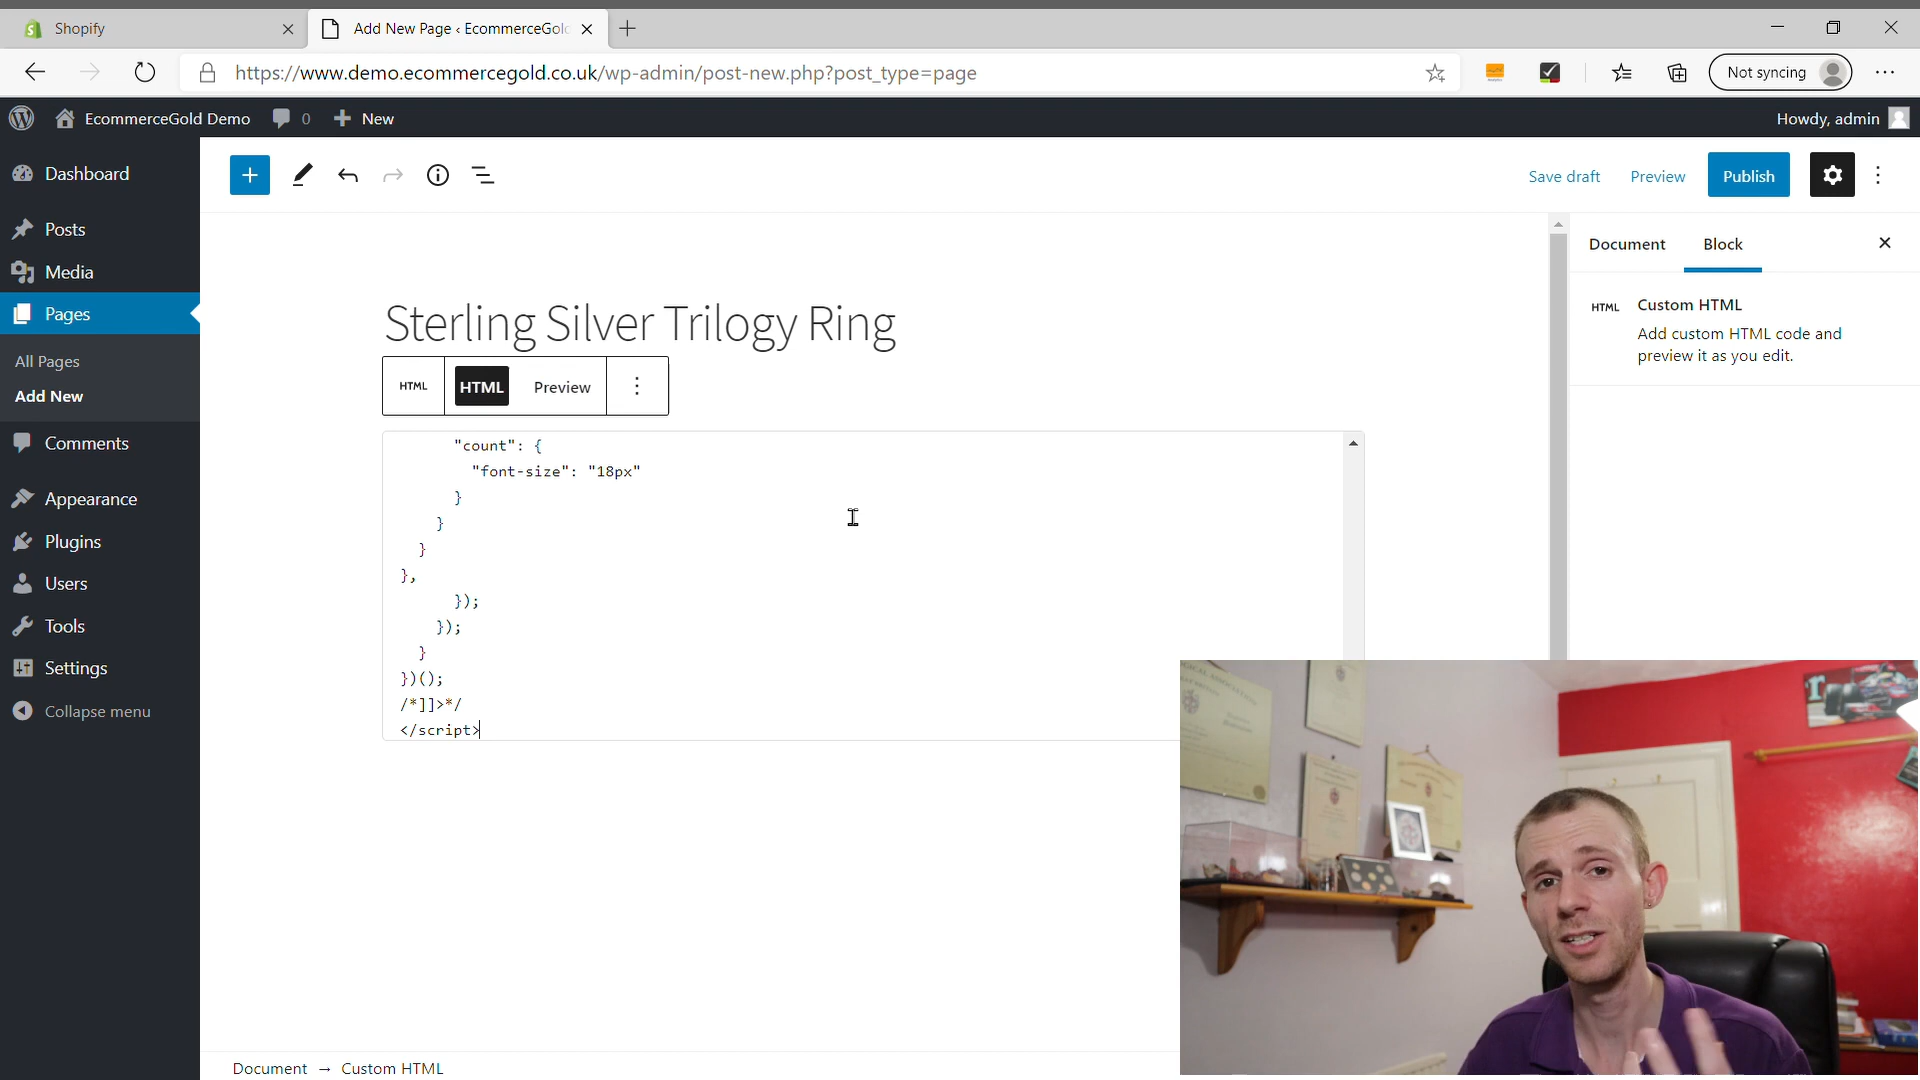 Shopify
Add New Page ‹ EcommerceGol
https://www.demo.ecommercegold.co.uk/wp-admin/post-new.php?post_type=page
Not syncing
EcommerceGold Demo
0
New
Howdy, admin
Dashboard
Posts
Media
Pages
All Pages
Add New
Comments
Appearance
Plugins
Users
Tools
Settings
Collapse menu
Save draft
Preview
Publish
Document
Block
HTML
Custom HTML
Add custom HTML code and
preview it as you edit.
Sterling Silver Trilogy Ring
HTML
HTML
Preview
"count": {
"font-size": "18px"
}
}
}
},
});
});
}
})();
/*]]>*/
</script>
Document → Custom HTML